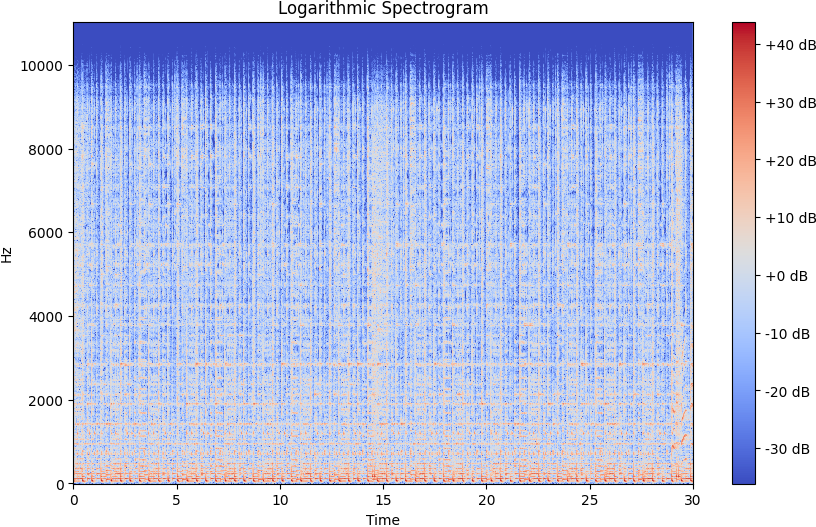 Logarithmic Spectrogram
Hz
10000
8000
6000
4000
2000
0
0 5 10 15 20 25 30
Time
+40 dB
+30 dB
+20 dB
+10 dB
+0 dB
-10 dB
-20 dB
-30 dB